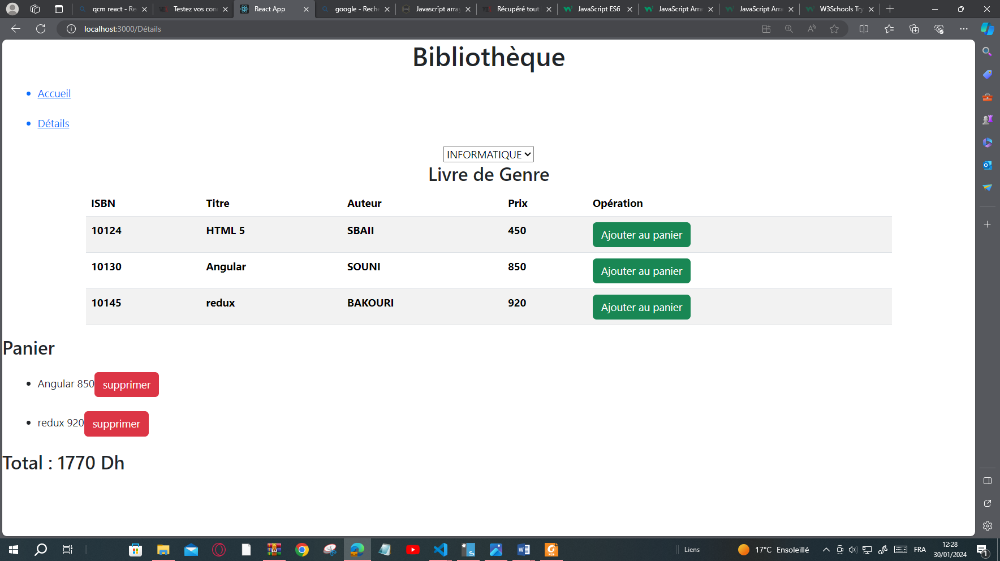 qcm react - Re
Testez vos con
React App
google - Rech
Javascript array
Récupéré tout
JavaScript ES6
JavaScript Arra
JavaScript Arra
W3Schools Try
localhost:3000/Détails
Bibliothèque
Accueil
Détails
INFORMATIQUE
Livre de Genre
ISBN Titre Auteur Prix Opération
10124 HTML 5 SBAII 450 Ajouter au panier
10130 Angular SOUNI 850 Ajouter au panier
10145 redux BAKOURI 920 Ajouter au panier
Panier
Angular 850 supprimer
redux 920 supprimer
Total : 1770 Dh
Liens
17°C Ensoleillé
FRA
12:28
30/01/2024
1